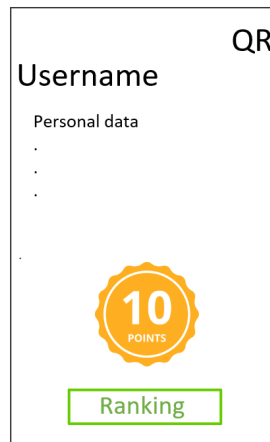 QR
Username
Personal data
.
.
.
.
10
POINTS
Ranking